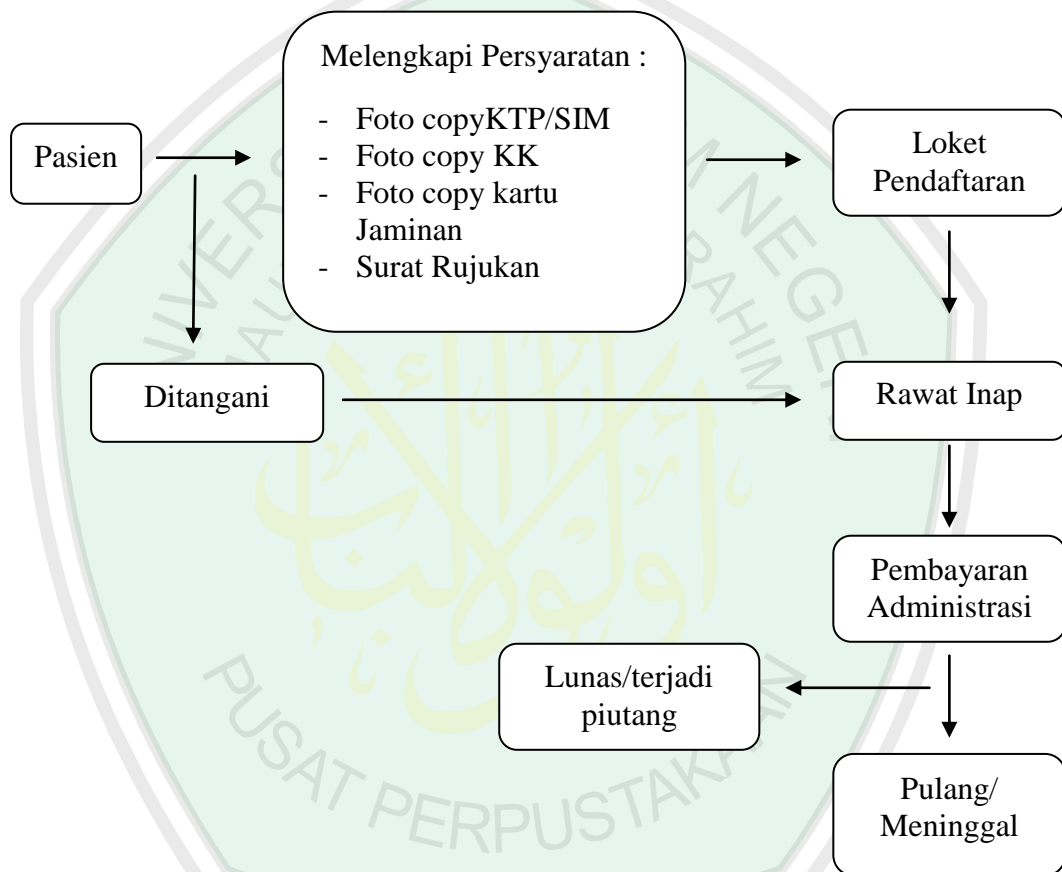 Melengkapi Persyaratan :
- Foto copyKTP/SIM
- Foto copy KK
- Foto copy kartu
Jaminan
- Surat Rujukan
Pasien
Loket
Pendaftaran
Ditangani
Rawat Inap
Pembayaran
Administrasi
Lunas/terjadi
piutang
Pulang/
Meninggal
PUSAT PERPUSTAKAAN